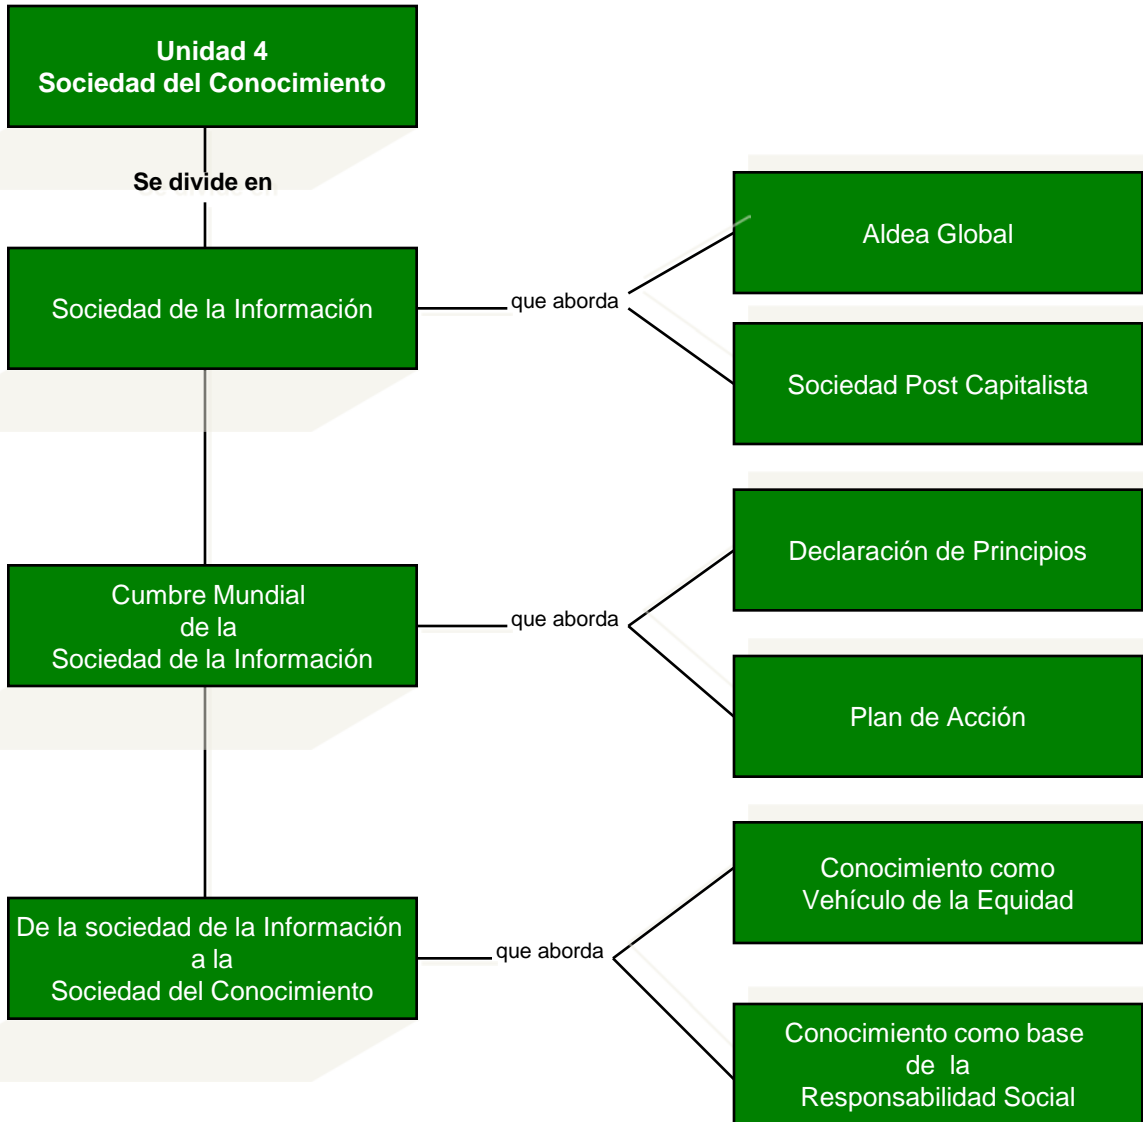 Unidad 4
Sociedad del Conocimiento
Se divide en
Sociedad de la Información
que aborda
Aldea Global
Sociedad Post Capitalista
Cumbre Mundial
de la
Sociedad de la Información
que aborda
Declaración de Principios
Plan de Acción
De la sociedad de la Información
a la
Sociedad del Conocimiento
que aborda
Conocimiento como
Vehículo de la Equidad
Conocimiento como base
de la
Responsabilidad Social